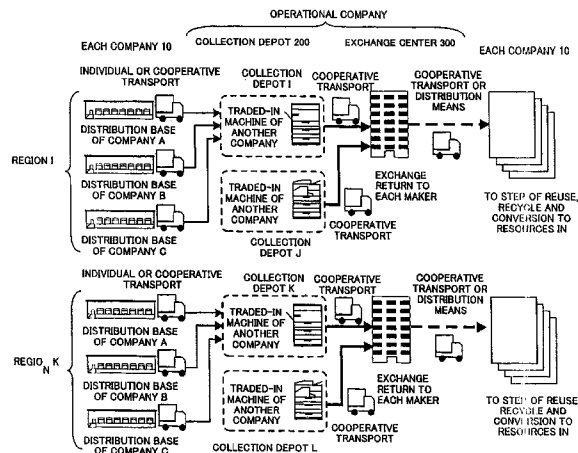 OPERATIONAL COMPANY
EACH COMPANY 10
COLLECTION DEPOT 200
EXCHANGE CENTER 300
EACH COMPANY 10
INDIVIDUAL OR COOPERATIVE
TRANSPORT
COLLECTION
DEPOT I
COOPERATIVE
TRANSPORT
COOPERATIVE
TRANSPORT OR
DISTRIBUTION
MEANS
REGION I
DISTRIBUTION BASE
OF COMPANY A
DISTRIBUTION BASE
OF COMPANY B
DISTRIBUTION BASE
OF COMPANY C
TRADED-IN
MACHINE OF
ANOTHER
COMPANY
TRADED-IN
MACHINE OF
ANOTHER
COMPANY
COLLECTION
DEPOT J
COOPERATIVE
TRANSPORT
EXCHANGE
RETURN TO
EACH MAKER
TO STEP OF REUSE,
RECYCLE AND
CONVERSION TO
RESOURCES IN
INDIVIDUAL OR COOPERATIVE
TRANSPORT
COLLECTION
DEPOT K
COOPERATIVE
TRANSPORT
COOPERATIVE
TRANSPORT OR
DISTRIBUTION
MEANS
REGION K
N
DISTRIBUTION BASE
OF COMPANY A
DISTRIBUTION BASE
OF COMPANY B
DISTRIBUTION BASE
OF COMPANY C
TRADED-IN
MACHINE OF
ANOTHER
COMPANY
TRADED-IN
MACHINE OF
ANOTHER
COMPANY
COLLECTION DEPOT L
COOPERATIVE
TRANSPORT
EXCHANGE
RETURN TO
EACH MAKER
TO STEP OF REUSE,
RECYCLE AND
CONVERSION TO
RESOURCES IN